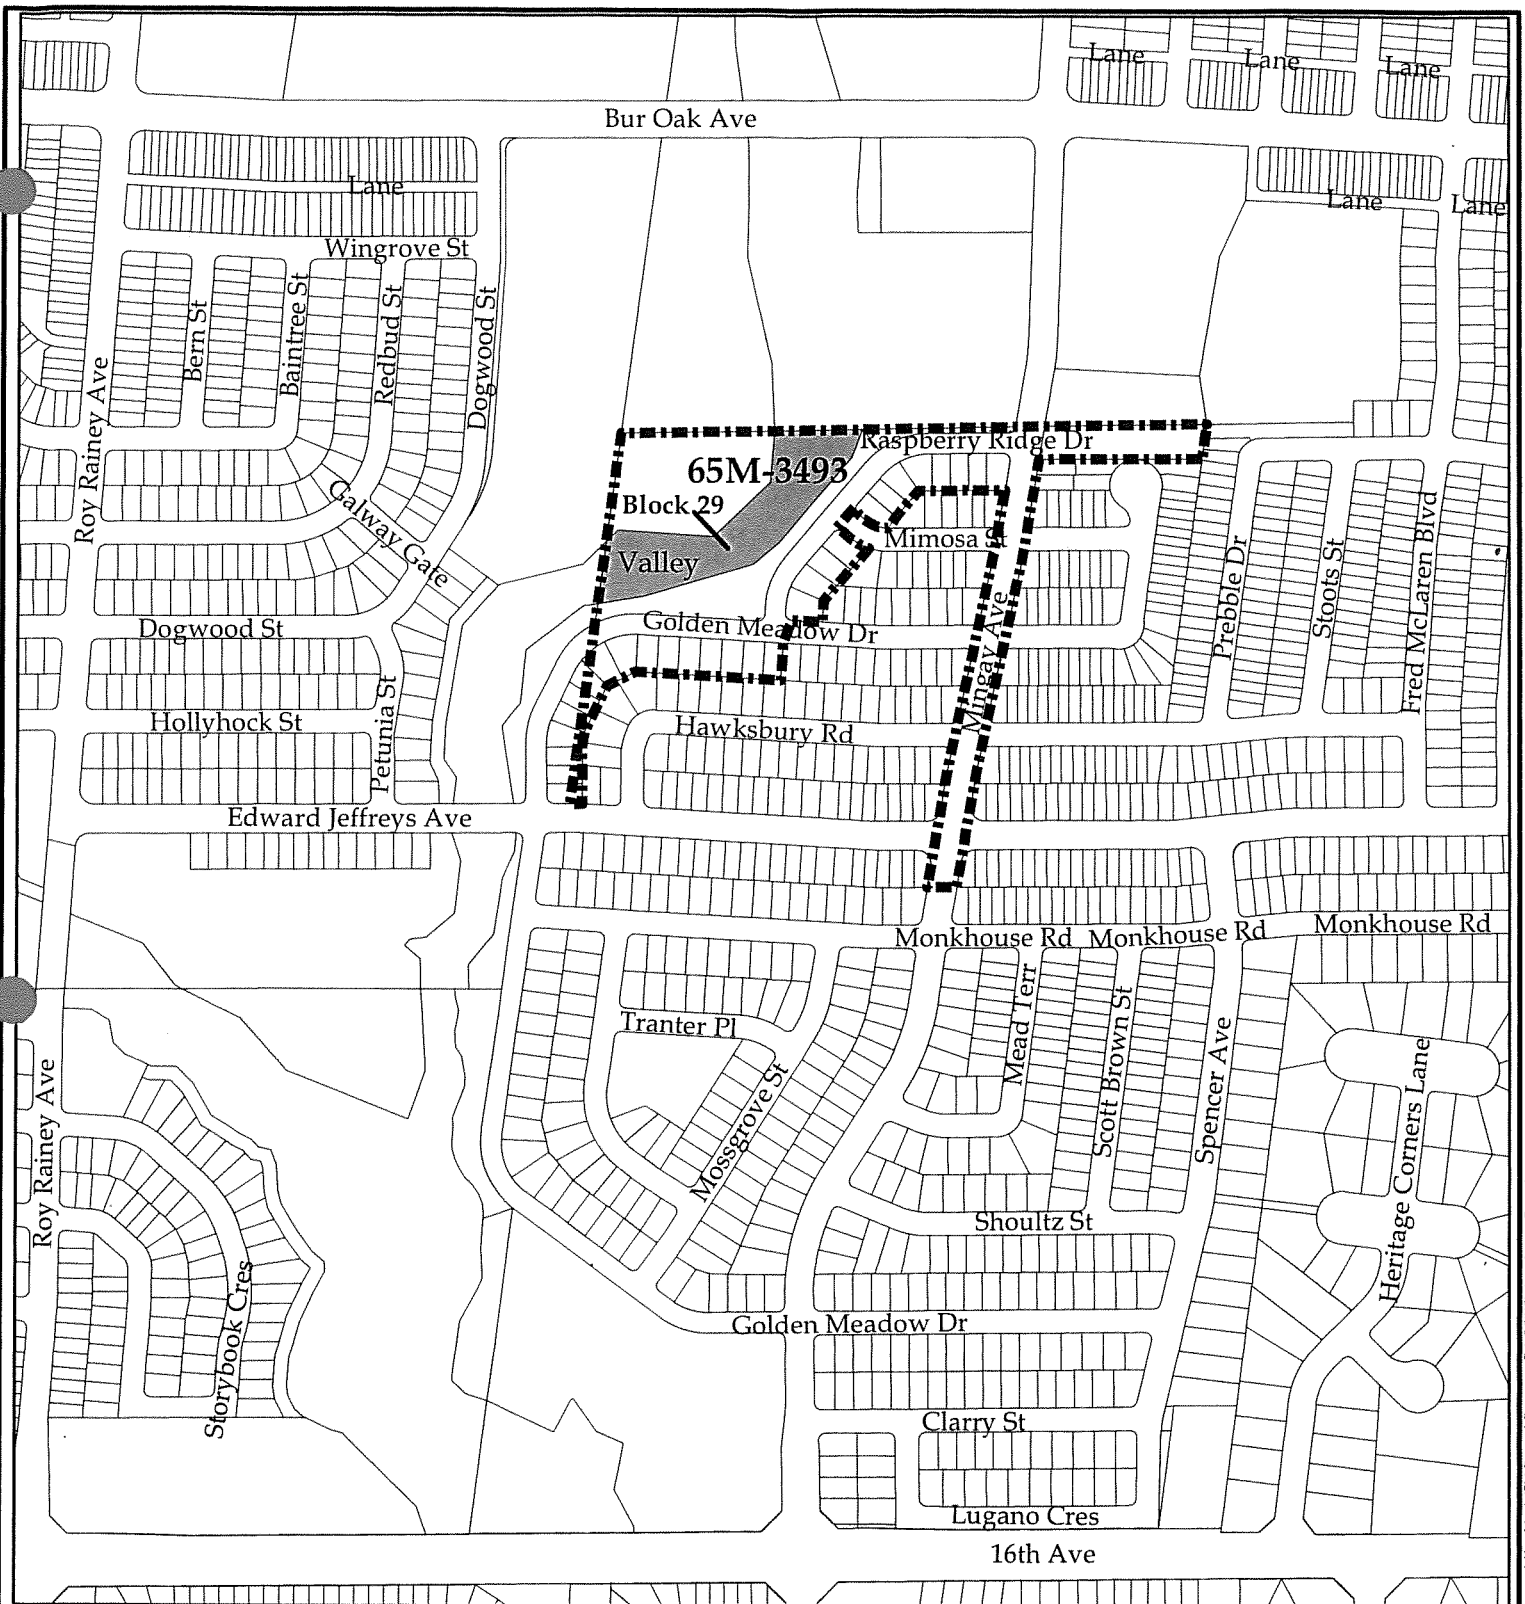 Lane
Lane
Lane
Bur Oak Ave
Lane
Lane
Lane
Wingrove St
Bern St
Baintree St
Redbud St
Dogwood St
Roy Rainey Ave
Raspberry Ridge Dr
65M-3493
Block 29
Valley
Galway Gate
Mimosa St
Golden Meadow Dr
Mingay Ave
Prebble Dr
Stoots St
Fred McLaren Blvd
Dogwood St
Hollyhock St
Petunia St
Hawksbury Rd
Edward Jeffreys Ave
Monkhouse Rd
Monkhouse Rd
Monkhouse Rd
Tranter Pl
Mead Terr
Scott Brown St
Spencer Ave
Mossgrove St
Heritage Corners Lane
Roy Rainey Ave
Storybook Cres
Shoultz St
Golden Meadow Dr
Clarry St
Lugano Cres
16th Ave